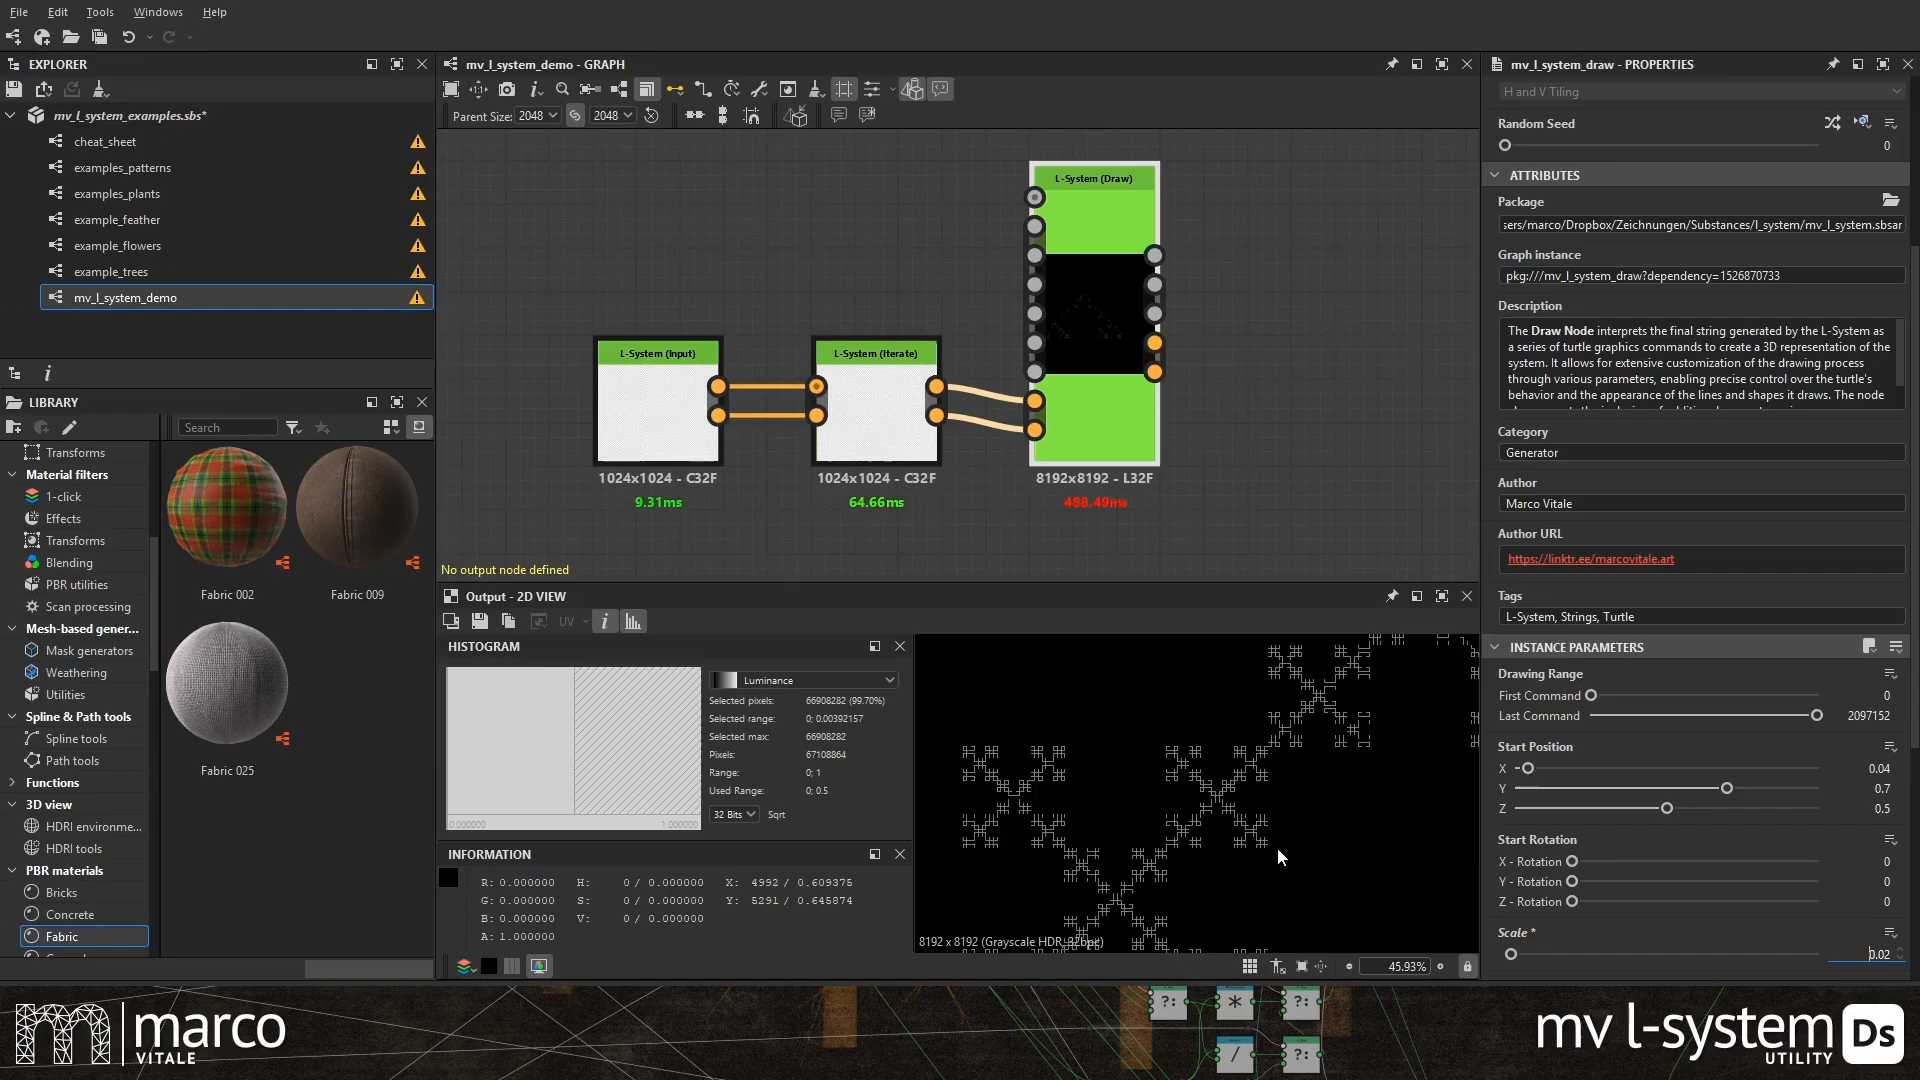 File Edit Tools Windows Help
EXPLORER
mv_l_system_examples.sbs*
cheat_sheet
examples_patterns
examples_plants
example_feather
example_flowers
example_trees
mv_l_system_demo
LIBRARY
Search
Transforms
Material filters
1-click
Effects
Transforms
Blending
PBR utilities
Scan processing
Mesh-based gener...
Mask generators
Weathering
Utilities
Spline & Path tools
Spline tools
Path tools
Functions
3D view
HDRI environme...
HDRI tools
PBR materials
Bricks
Concrete
Fabric
Fabric 002
Fabric 009
Fabric 025
mv_l_system_demo - GRAPH
Parent Size: 2048 2048
L-System (Draw)
L-System (Input)
L-System (Iterate)
1024x1024 - C32F
9.31ms
1024x1024 - C32F
64.66ms
8192x8192 - L32F
488.49ms
No output node defined
Output - 2D VIEW
UV
HISTOGRAM
Luminance
Selected pixels: 66908282 (99.70%)
Selected range: 0; 0.00392157
Selected max: 66908282
Pixels: 67108864
Range: 0; 1
Used Range: 0; 0.5
32 Bits Sqrt
0.000000 1.000000
INFORMATION
R: 0.000000 H: 0 / 0.000000 X: 4992 / 0.609375
G: 0.000000 S: 0 / 0.000000 Y: 5291 / 0.645874
B: 0.000000 V: 0 / 0.000000
A: 1.000000
8192 x 8192 (Grayscale HDR, 32bpc)
45.93%
mv_l_system_draw - PROPERTIES
H and V Tiling
Random Seed
0
ATTRIBUTES
Package
sers/marco/Dropbox/Zeichnungen/Substances/l_system/mv_l_system.sbsar
Graph instance
pkg:///mv_l_system_draw?dependency=1526870733
Description
The Draw Node interprets the final string generated by the L-System as
a series of turtle graphics commands to create a 3D representation of the
system. It allows for extensive customization of the drawing process
through various parameters, enabling precise control over the turtle's
behavior and the appearance of the lines and shapes it draws. The node
Category
Generator
Author
Marco Vitale
Author URL
https://linktr.ee/marcovitale.art
Tags
L-System, Strings, Turtle
INSTANCE PARAMETERS
Drawing Range
First Command 0
Last Command 2097152
Start Position
X 0.04
Y 0.7
Z 0.5
Start Rotation
X - Rotation 0
Y - Rotation 0
Z - Rotation 0
Scale *
0.02
marco
VITALE
?: * ?:
/ ?:
mv l-system Ds
UTILITY